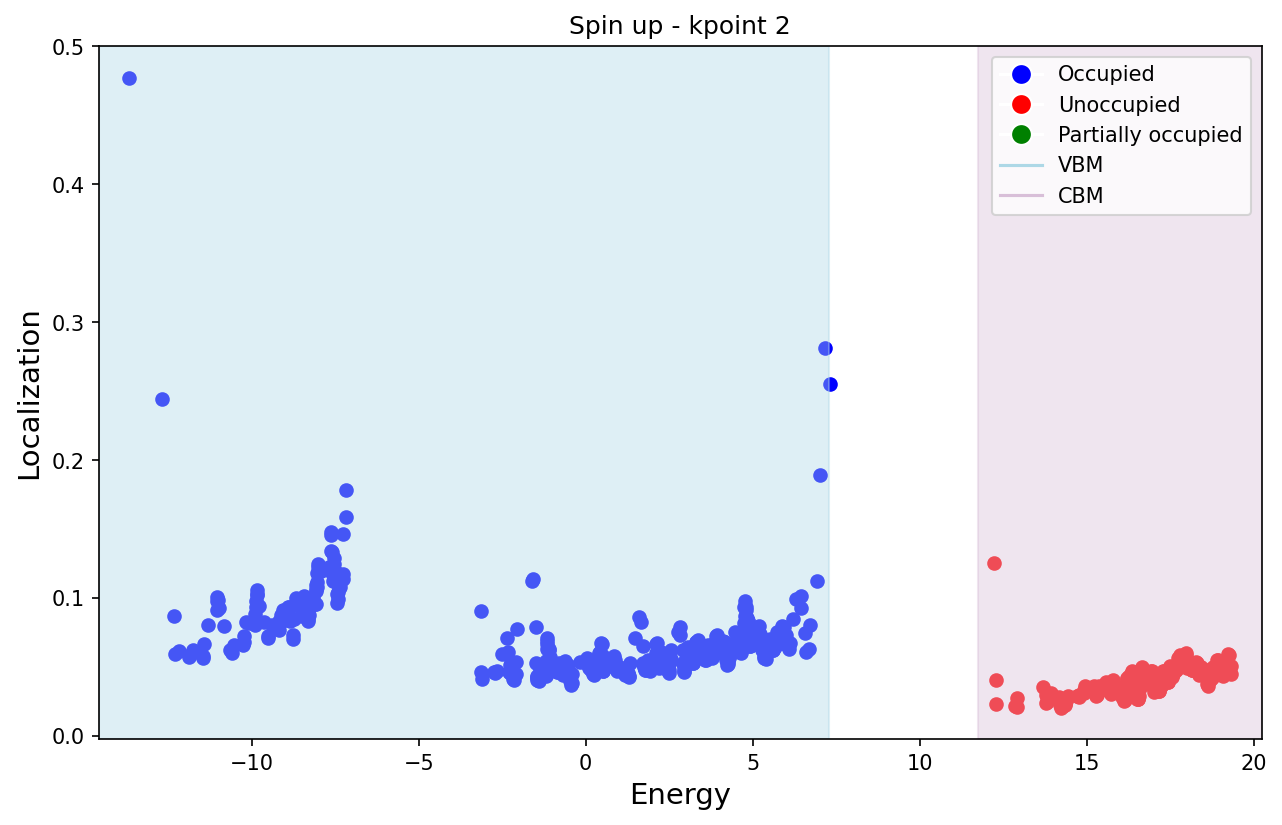 Spin up - kpoint 2
Localization
0.5
0.4
0.3
0.2
0.1
0.0
Occupied
Unoccupied
Partially occupied
VBM
CBM
−10
−5
0
5
10
15
20
Energy